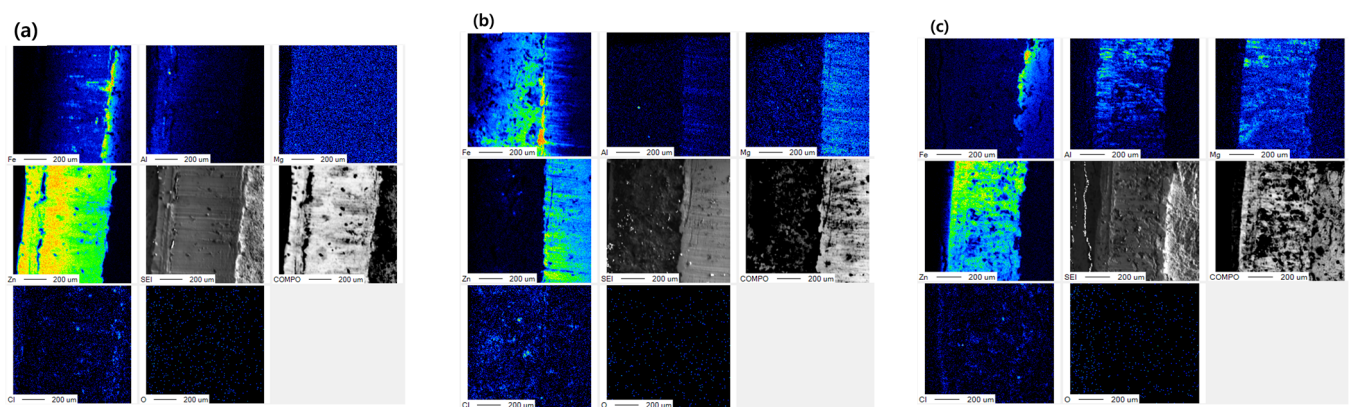 (a)
Fe 200 um
Al 200 um
Mg 200 um
Zn 200 um
SEI 200 um
COMPO 200 um
Cl 200 um
O 200 um
(b)
Fe 200 um
Al 200 um
Mg 200 um
Zn 200 um
SEI 200 um
COMPO 200 um
Cl 200 um
O 200 um
(c)
Fe 200 um
Al 200 um
Mg 200 um
Zn 200 um
SEI 200 um
COMPO 200 um
Cl 200 um
O 200 um